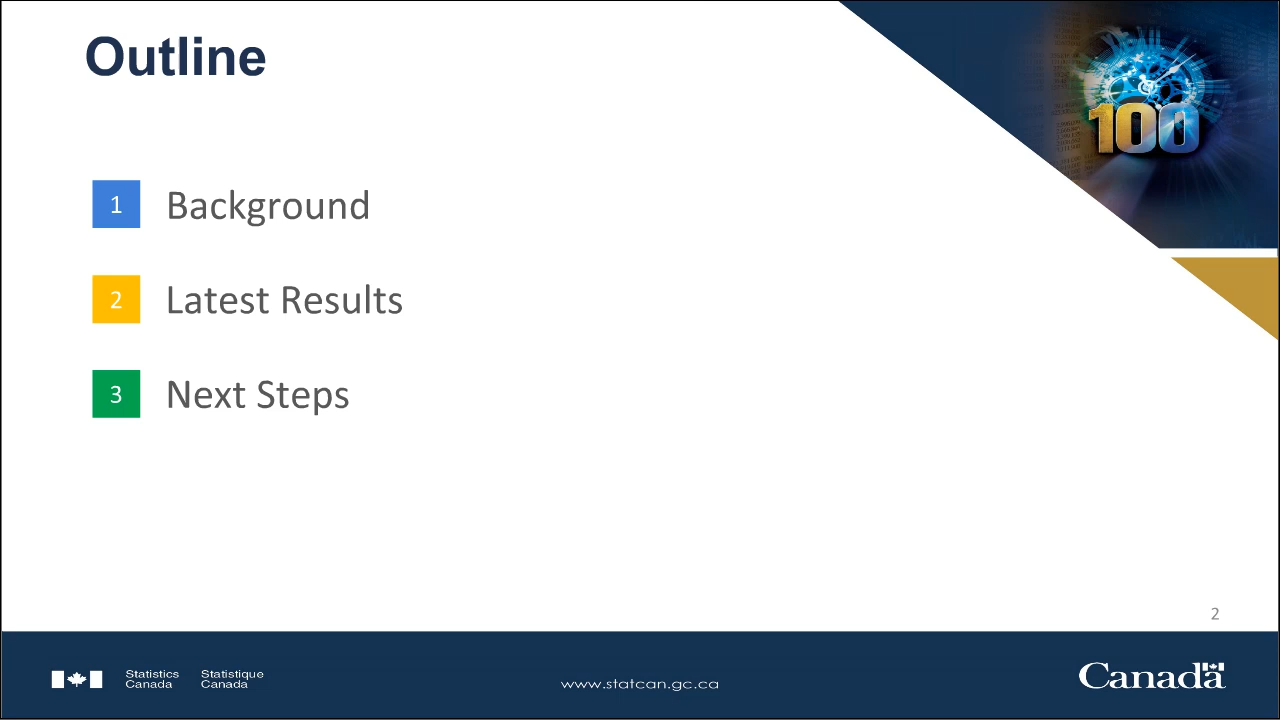 Outline
100
1 Background
2 Latest Results
3 Next Steps
2
Statistics Statistique
Canada Canada
www.statcan.gc.ca
Canada